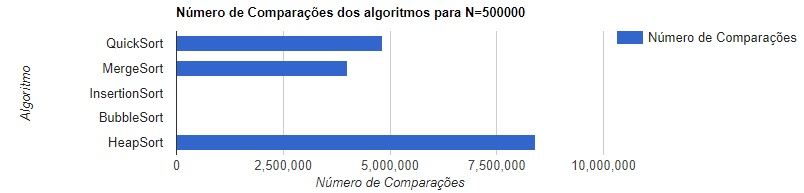 Número de Comparações dos algoritmos para N=500000
Número de Comparações
Algoritmo
QuickSort
MergeSort
InsertionSort
BubbleSort
HeapSort
0 2,500,000 5,000,000 7,500,000 10,000,000
Número de Comparações